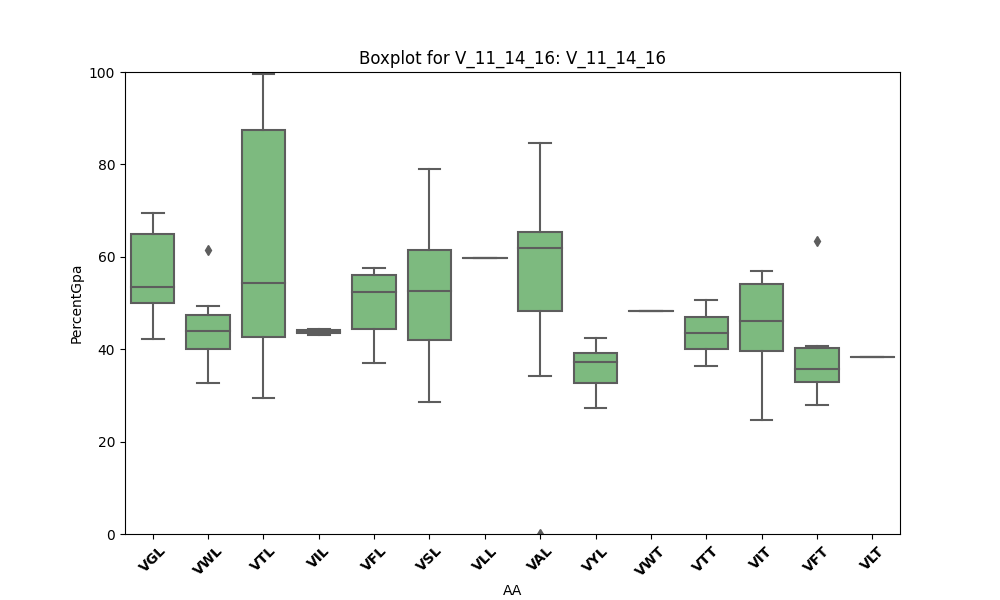 Boxplot for V_11_14_16: V_11_14_16
PercentGpa
100
80
60
40
20
0
VGL
VWL
VTL
VIL
VFL
VSL
VLL
VAL
VYL
VWT
VTT
VIT
VFT
VLT
AA